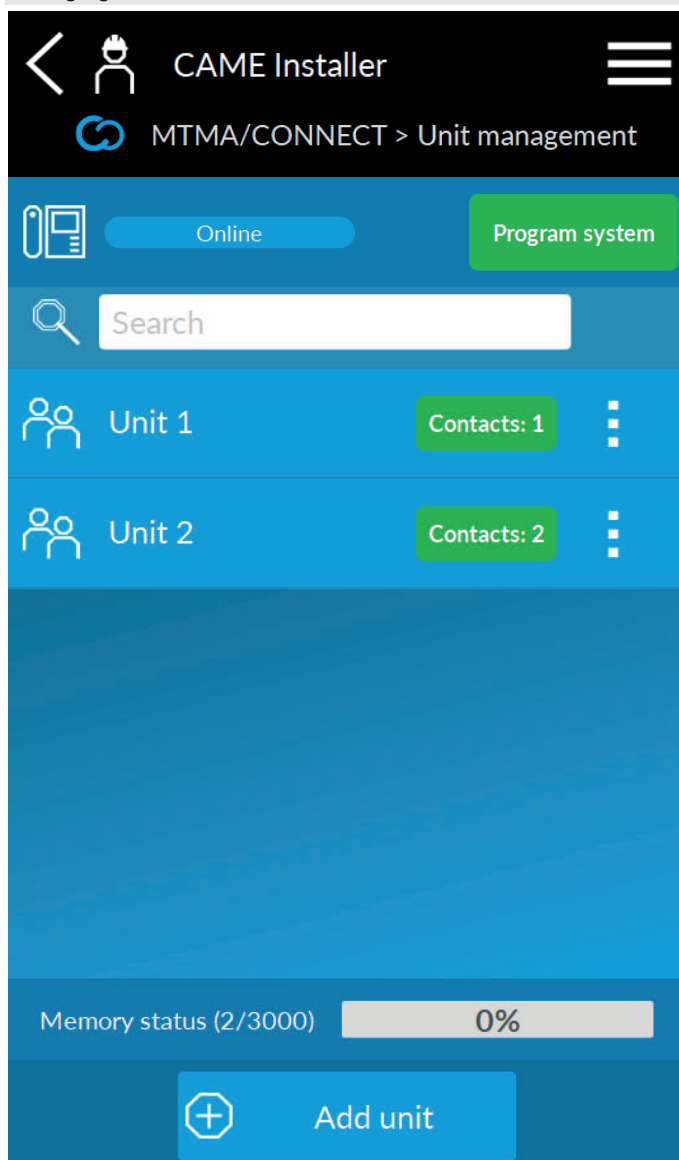 CAME Installer
MTMA/CONNECT > Unit management
Online
Program system
Search
Unit 1
Contacts: 1
Unit 2
Contacts: 2
Memory status (2/3000)
0%
Add unit